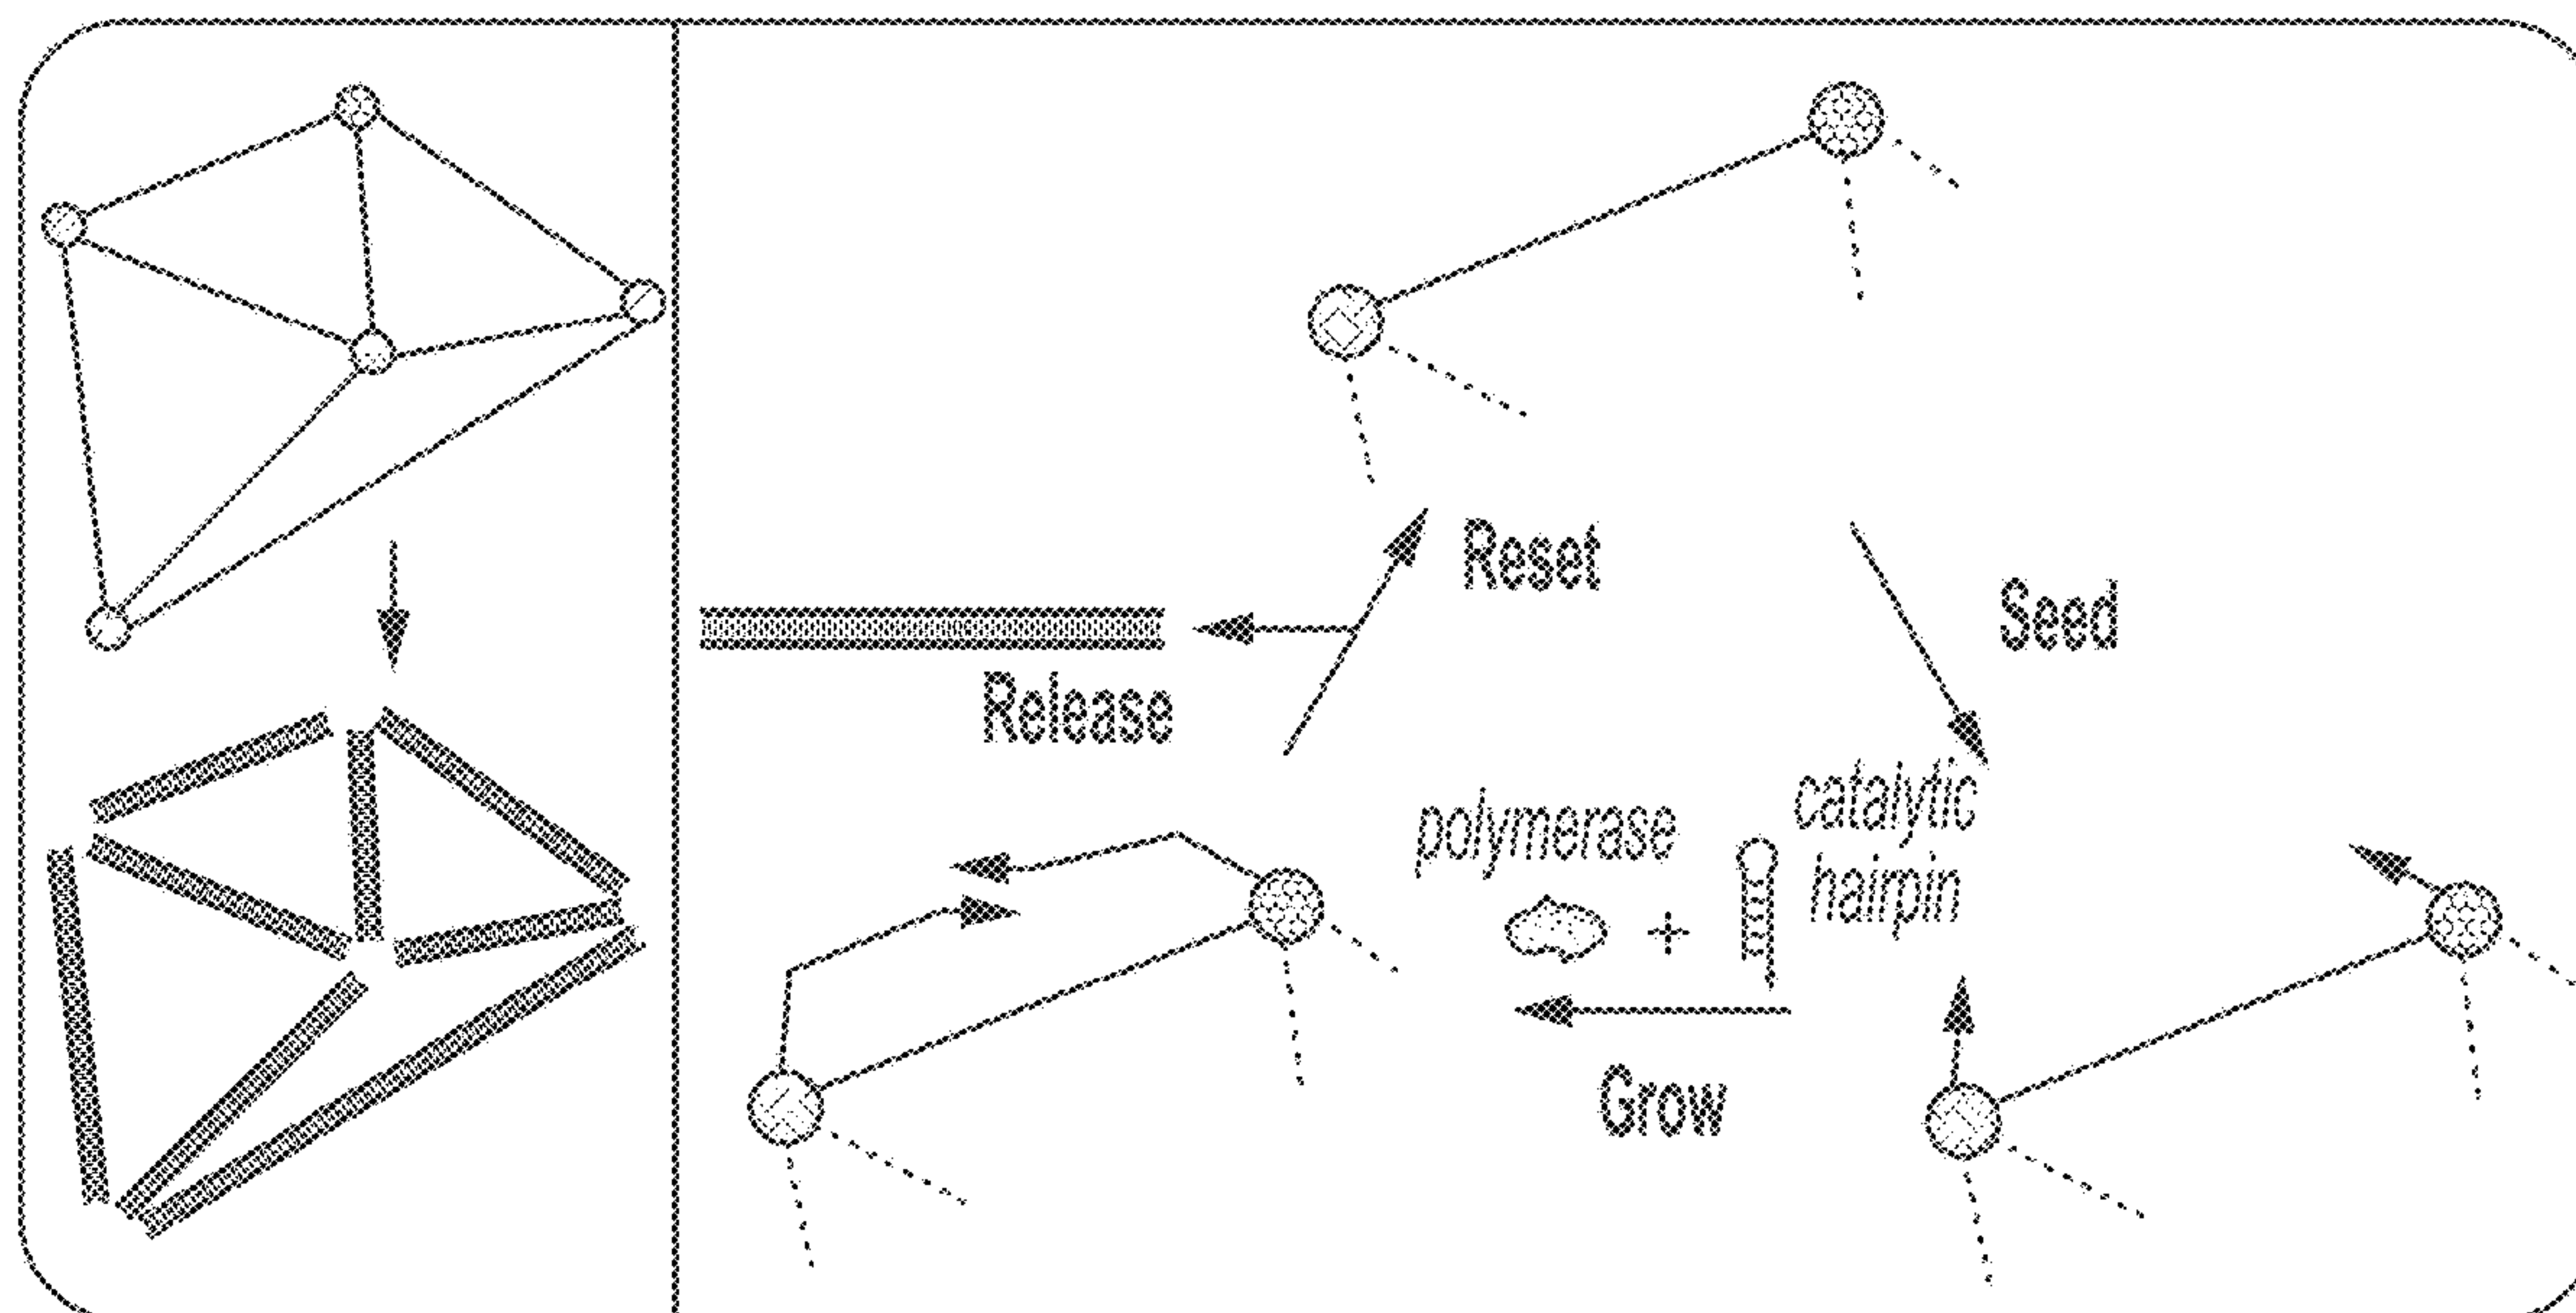 Reset
Seed
Release
polymerase
+
catalytic
hairpin
Grow